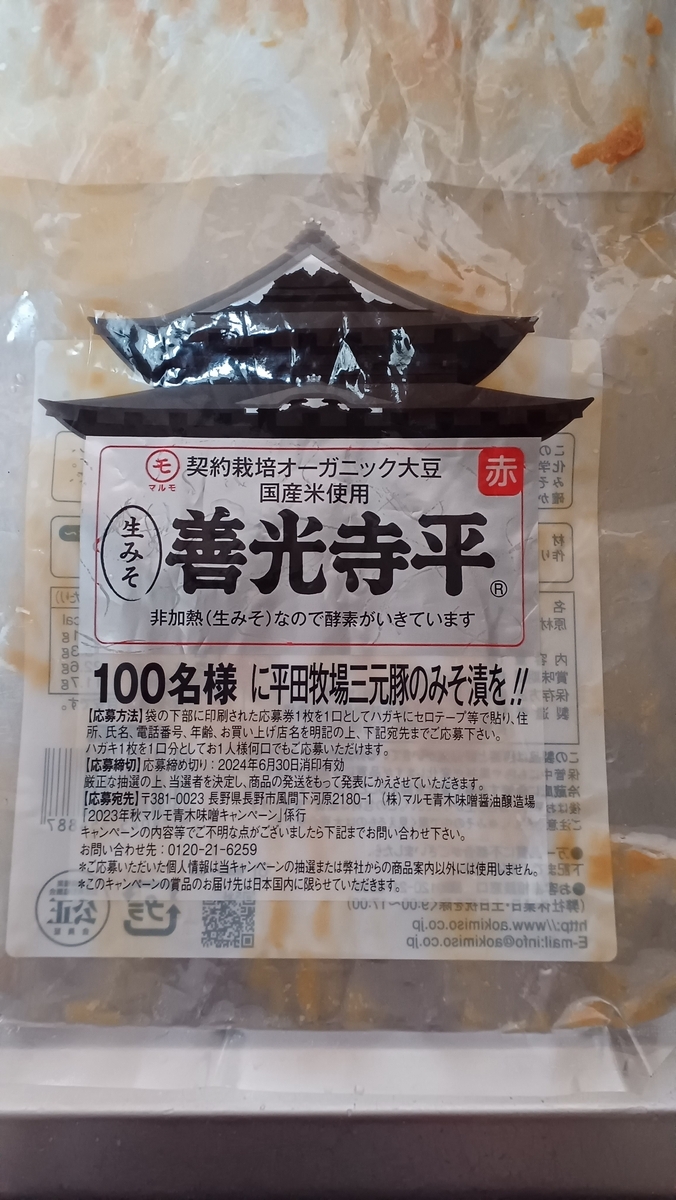 モ
マルモ
契約栽培オーガニック大豆
国産米使用
赤
生みそ
善光寺平
®
非加熱(生みそ)なので酵素がいきています
100名様 に平田牧場三元豚のみそ漬を!!
【応募方法】袋の下部に印刷された応募券1枚を1口としてハガキにセロテープ等で貼り、住
所、氏名、電話番号、年齢、お買い上げ店名を明記の上、下記宛先までご応募下さい。
ハガキ1枚を1口分としてお1人様何口でもご応募いただけます。
【応募締切】応募締め切り:2024年6月30日消印有効
厳正な抽選の上、当選者を決定し、商品の発送をもって発表にかえさせていただきます。
【応募宛先】〒381-0023 長野県長野市風間下河原2180-1 (株)マルモ青木味噌醤油醸造場
「2023年秋マルモ青木味噌キャンペーン」係行
キャンペーンの内容等でご不明な点がございましたら下記までお問い合わせ下さい。
お問い合わせ先:0120-21-6259
*ご応募いただいた個人情報は当キャンペーンの抽選または弊社からの商品案内以外には使用しません。
*このキャンペーンの賞品のお届け先は日本国内に限らせていただきます。
公正
プラ
(弊社休業日・土日祝を除く9:00〜17:00)
http://www.aokimiso.co.jp
E-mail:info@aokimiso.co.jp